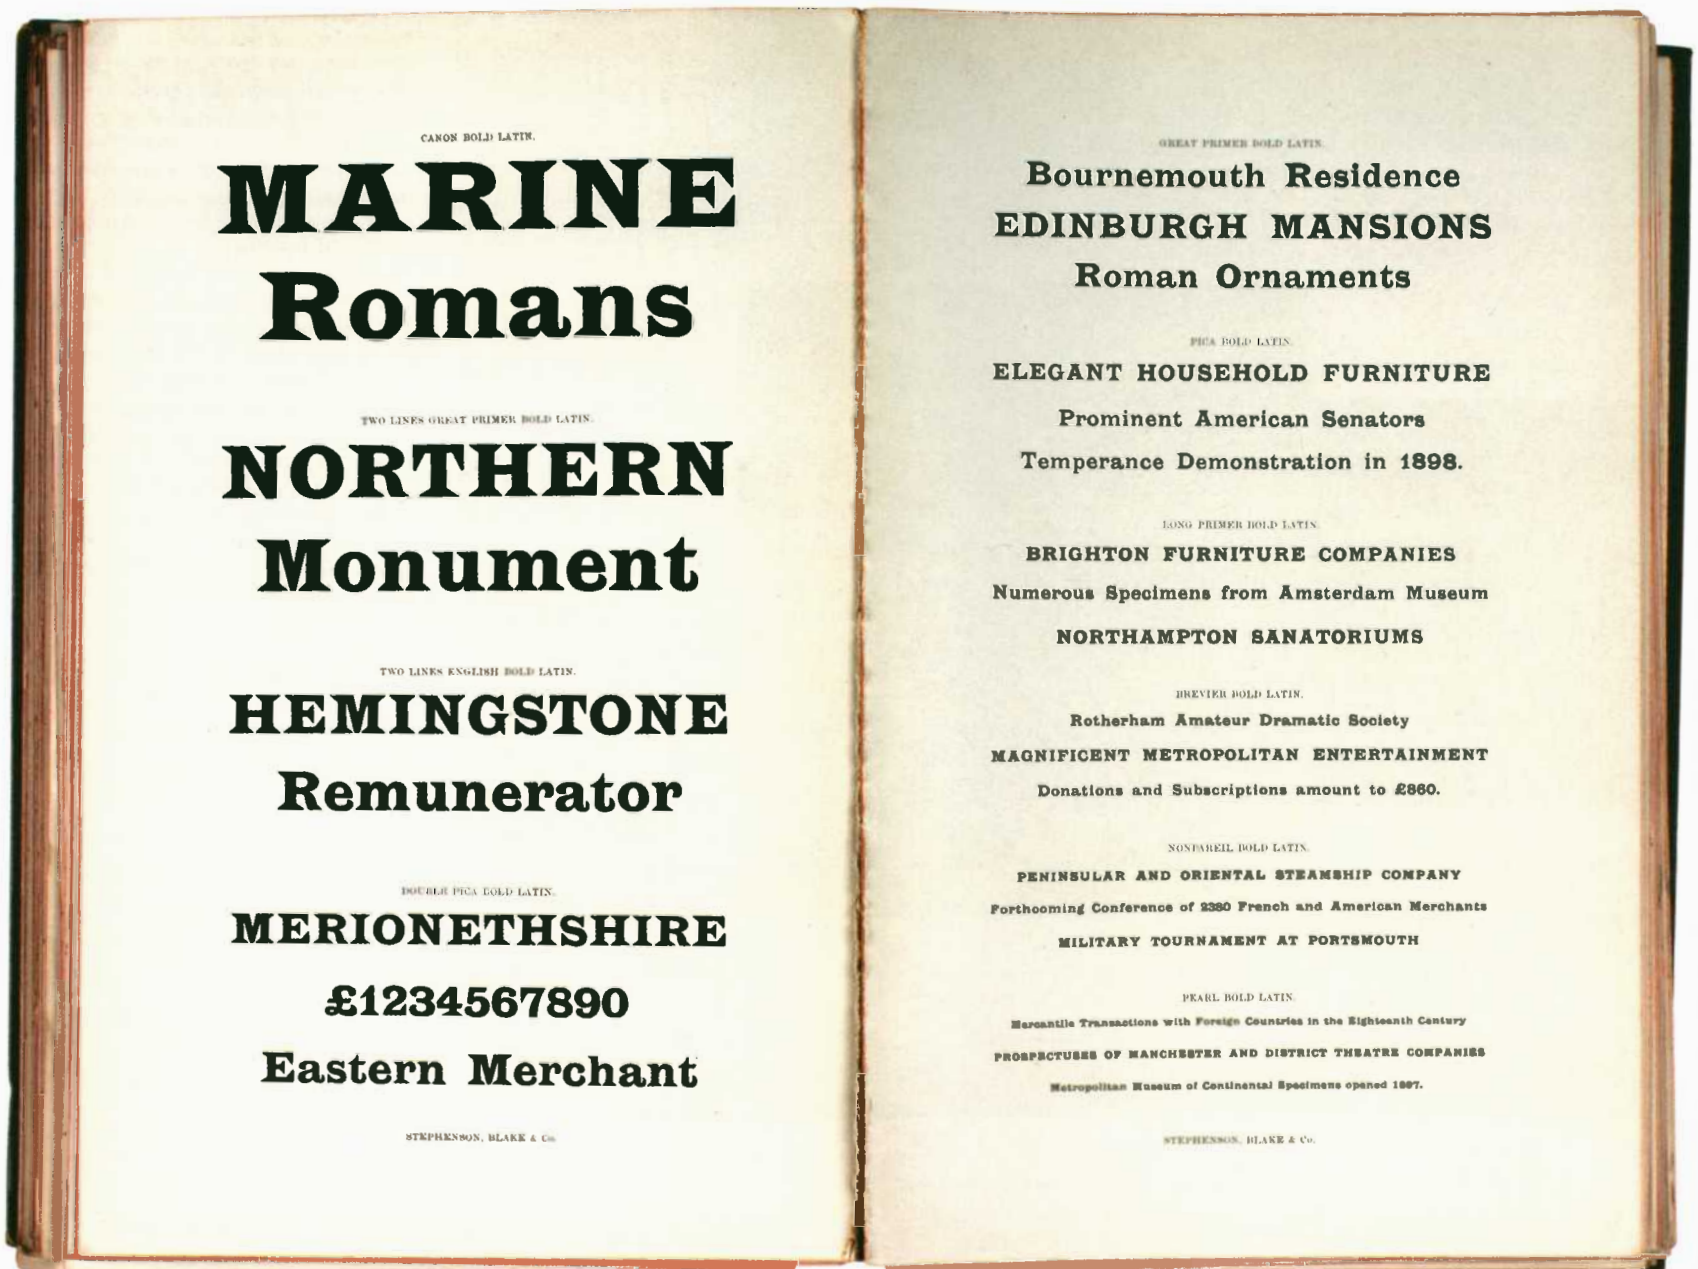 CANON BOLD LATIN.
MARINE
Romans
TWO LINES GREAT PRIMER BOLD LATIN.
NORTHERN
Monument
TWO LINES ENGLISH BOLD LATIN.
HEMINGSTONE
Remunerator
DOUBLE PICA BOLD LATIN.
MERIONETHSHIRE
£1234567890
Eastern Merchant
STEPHENSON, BLAKE & Co.
GREAT PRIMER BOLD LATIN.
Bournemouth Residence
EDINBURGH MANSIONS
Roman Ornaments
PICA BOLD LATIN.
ELEGANT HOUSEHOLD FURNITURE
Prominent American Senators
Temperance Demonstration in 1898.
LONG PRIMER BOLD LATIN.
BRIGHTON FURNITURE COMPANIES
Numerous Specimens from Amsterdam Museum
NORTHAMPTON SANATORIUMS
BREVIER BOLD LATIN.
Rotherham Amateur Dramatic Society
MAGNIFICENT METROPOLITAN ENTERTAINMENT
Donations and Subscriptions amount to £860.
NONPAREIL BOLD LATIN.
PENINSULAR AND ORIENTAL STEAMSHIP COMPANY
Forthcoming Conference of 2380 French and American Merchants
MILITARY TOURNAMENT AT PORTSMOUTH
PEARL BOLD LATIN.
Mercantile Transactions with Foreign Countries in the Eighteenth Century
PROSPECTUSES OF MANCHESTER AND DISTRICT THEATRE COMPANIES
Metropolitan Museum of Continental Specimens opened 1897.
STEPHENSON, BLAKE & Co.